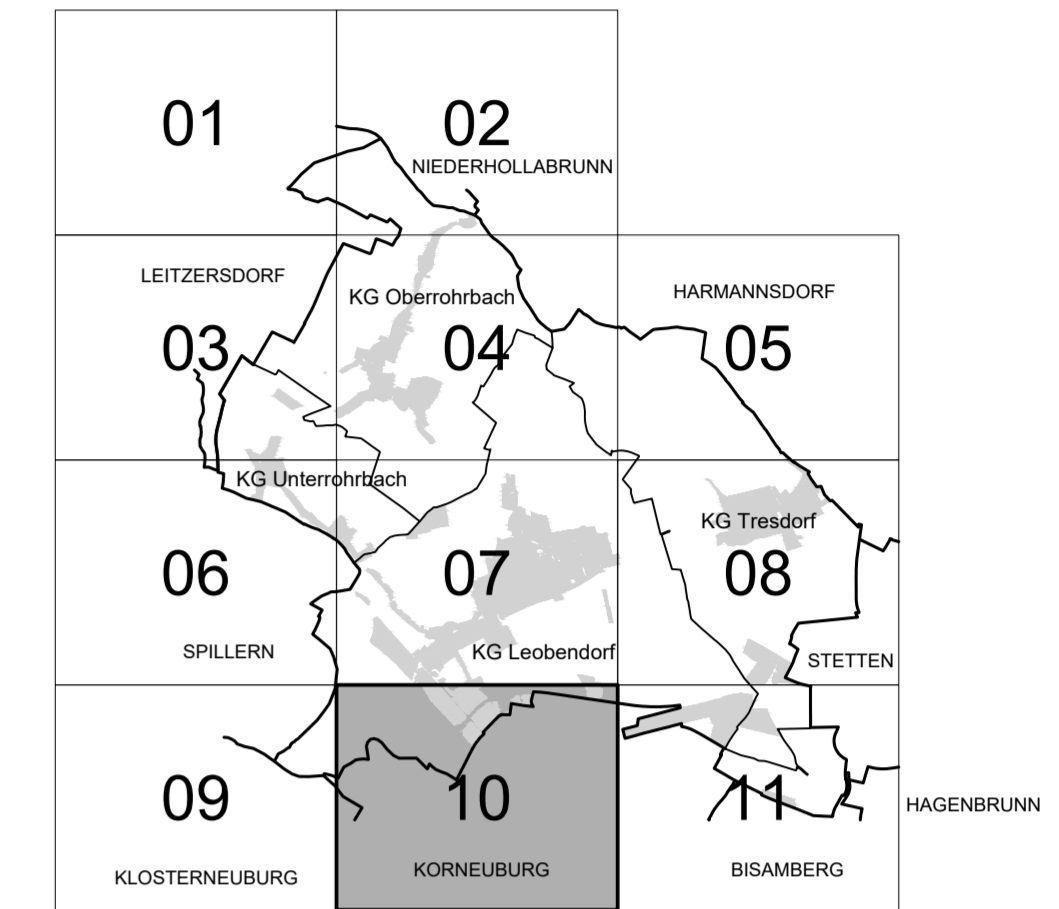 01
02
NIEDERHOLLABRUNN
LEITZERSDORF
KG Oberrohrbach
HARMANNSDORF
03
04
05
KG Unterrohrbach
KG Tresdorf
06
07
08
SPILLERN
KG Leobendorf
STETTEN
09
10
11
HAGENBRUNN
KLOSTERNEUBURG
KORNEUBURG
BISAMBERG